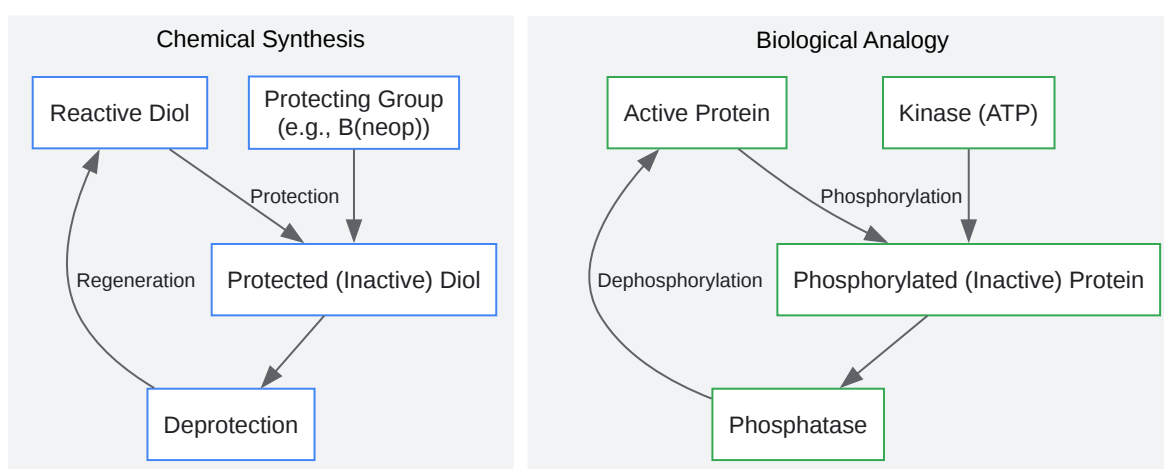 Chemical Synthesis
Reactive Diol
Protecting Group
(e.g., B(neop))
Protection
Protected (Inactive) Diol
Regeneration
Deprotection
Biological Analogy
Active Protein
Kinase (ATP)
Phosphorylation
Phosphorylated (Inactive) Protein
Dephosphorylation
Phosphatase